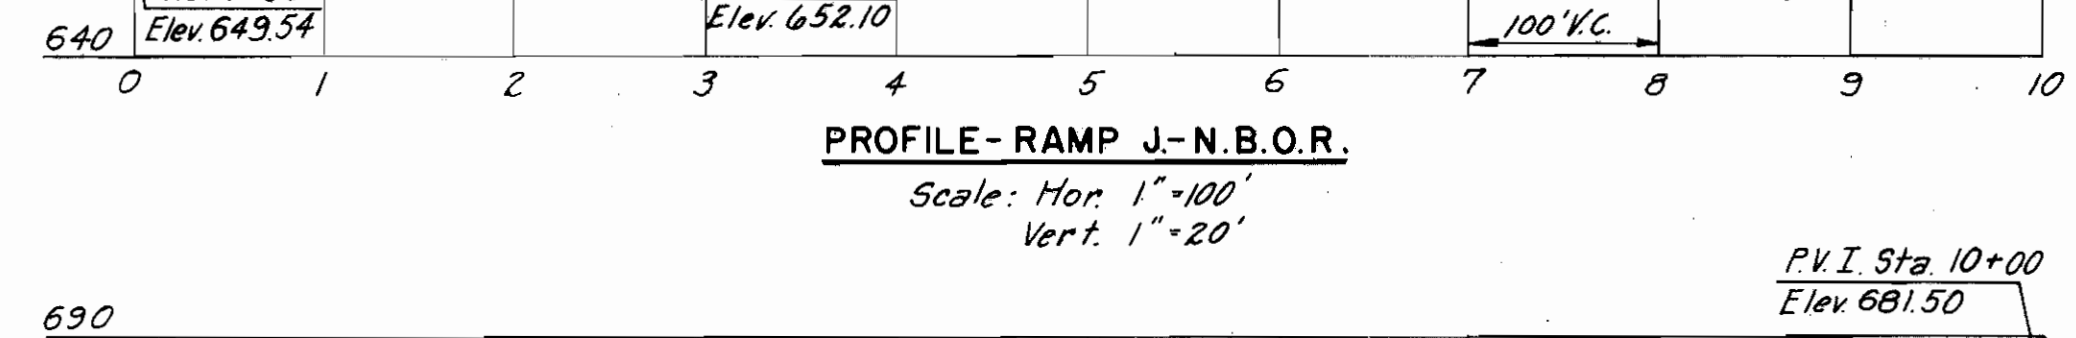 Elev. 649.54
Elev. 652.10
100' V.C.
640
0 1 2 3 4 5 6 7 8 9 10
PROFILE - RAMP J.- N.B.O.R.
Scale: Hor. 1" = 100'
Vert. 1" = 20'
P.V.I. Sta. 10+00
Elev. 681.50
690